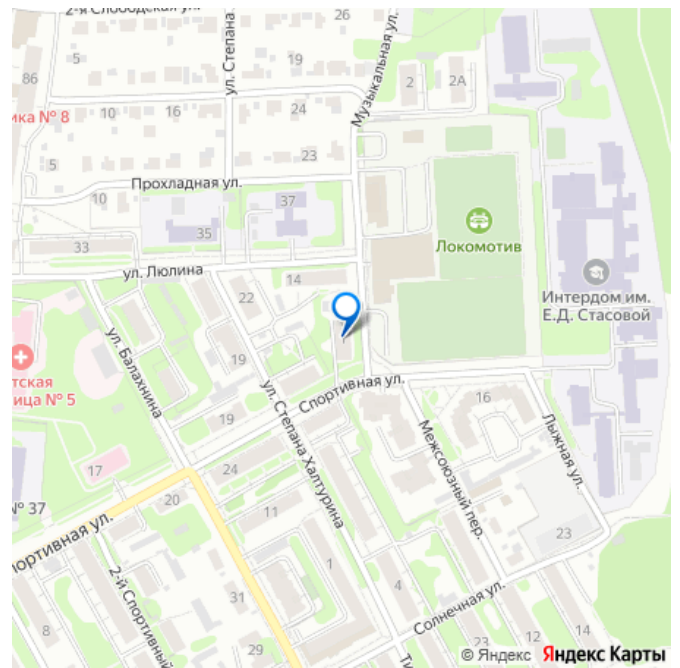 2-я Слободская ул.
26
5
ул. Степана
19
Музыкальная ул.
2
2А
86
ика № 8
10
16
24
5
23
Прохладная ул.
10
37
35
33
Локомотив
ул. Люлина
14
22
Интердом им.
Е.Д. Стасовой
ул. Балахнина
19
тская
ица № 5
ул. Степана Халтурина
Спортивная ул.
19
16
Межсоюзный пер.
Лыжная ул.
17
24
№ 37
20
11
23
ортивная ул.
2-й Спортивный
1
4
31
Солнечная ул.
8
29
23
12
14
© Яндекс Яндекс Карты